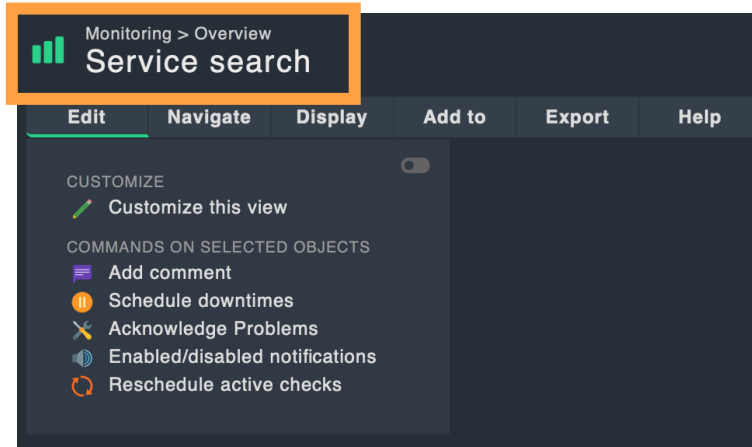 Monitoring > Overview
Service search
Edit Navigate Display Add to Export Help
CUSTOMIZE
Customize this view
COMMANDS ON SELECTED OBJECTS
Add comment
Schedule downtimes
Acknowledge Problems
Enabled/disabled notifications
Reschedule active checks